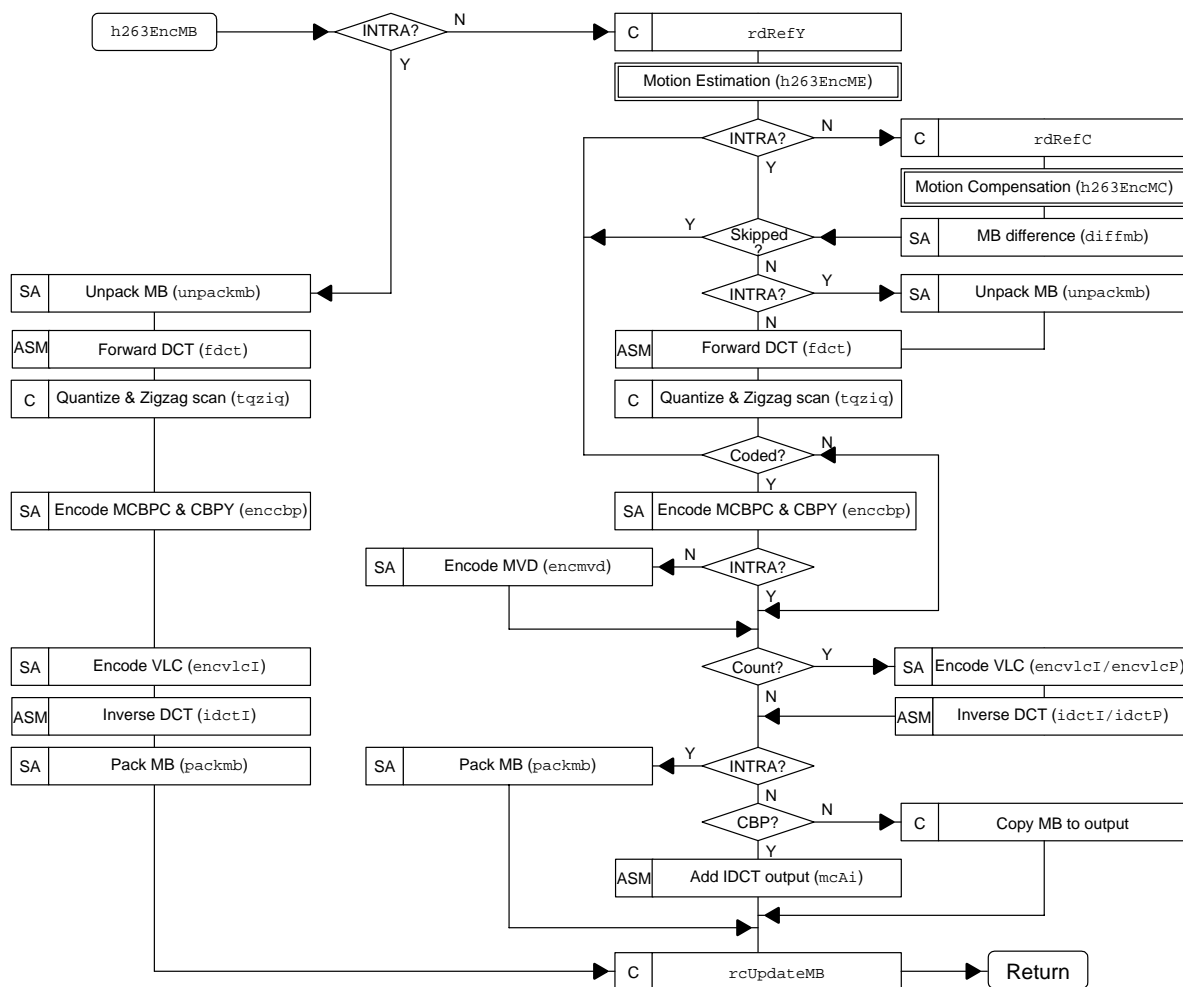 h263EncMB
INTRA?
N
C
rdRefY
Y
Motion Estimation (h263EncME)
INTRA?
N
C
rdRefC
Y
Motion Compensation (h263EncMC)
Y
Skipped
?
SA
MB difference (diffmb)
N
SA
Unpack MB (unpackmb)
INTRA?
Y
SA
Unpack MB (unpackmb)
N
ASM
Forward DCT (fdct)
ASM
Forward DCT (fdct)
C
Quantize & Zigzag scan (tqziq)
C
Quantize & Zigzag scan (tqziq)
Coded?
N
Y
SA
Encode MCBPC & CBPY (enccbp)
SA
Encode MCBPC & CBPY (enccbp)
SA
Encode MVD (encmvd)
N
INTRA?
Y
SA
Encode VLC (encvlcI)
Count?
Y
SA
Encode VLC (encvlcI/encvlcP)
N
ASM
Inverse DCT (idctI)
ASM
Inverse DCT (idctI/idctP)
SA
Pack MB (packmb)
SA
Pack MB (packmb)
Y
INTRA?
N
CBP?
N
C
Copy MB to output
Y
ASM
Add IDCT output (mcAi)
C
rcUpdateMB
Return